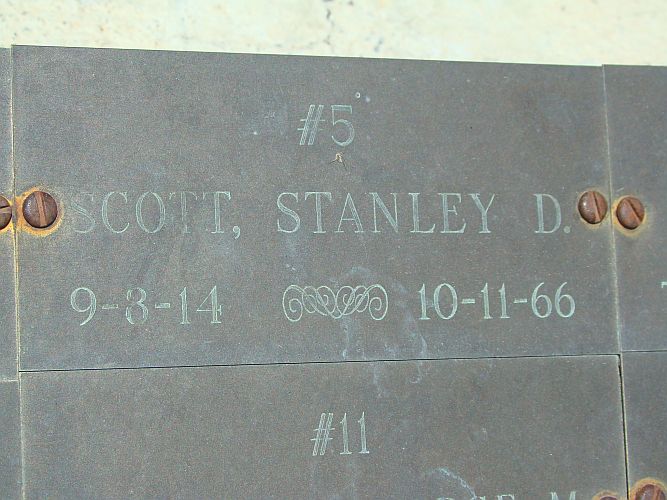 #5
SCOTT, STANLEY D.
9-3-14 10-11-66
#11